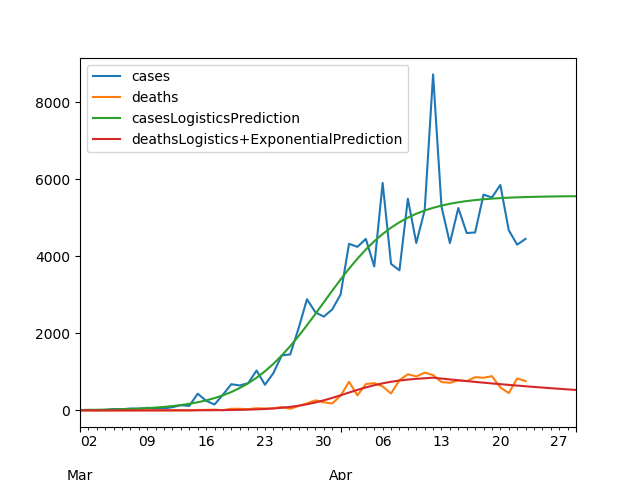 cases
deaths
casesLogisticsPrediction
deathsLogistics+ExponentialPrediction
8000
6000
4000
2000
0
02 09 16 23 30 06 13 20 27
Mar Apr